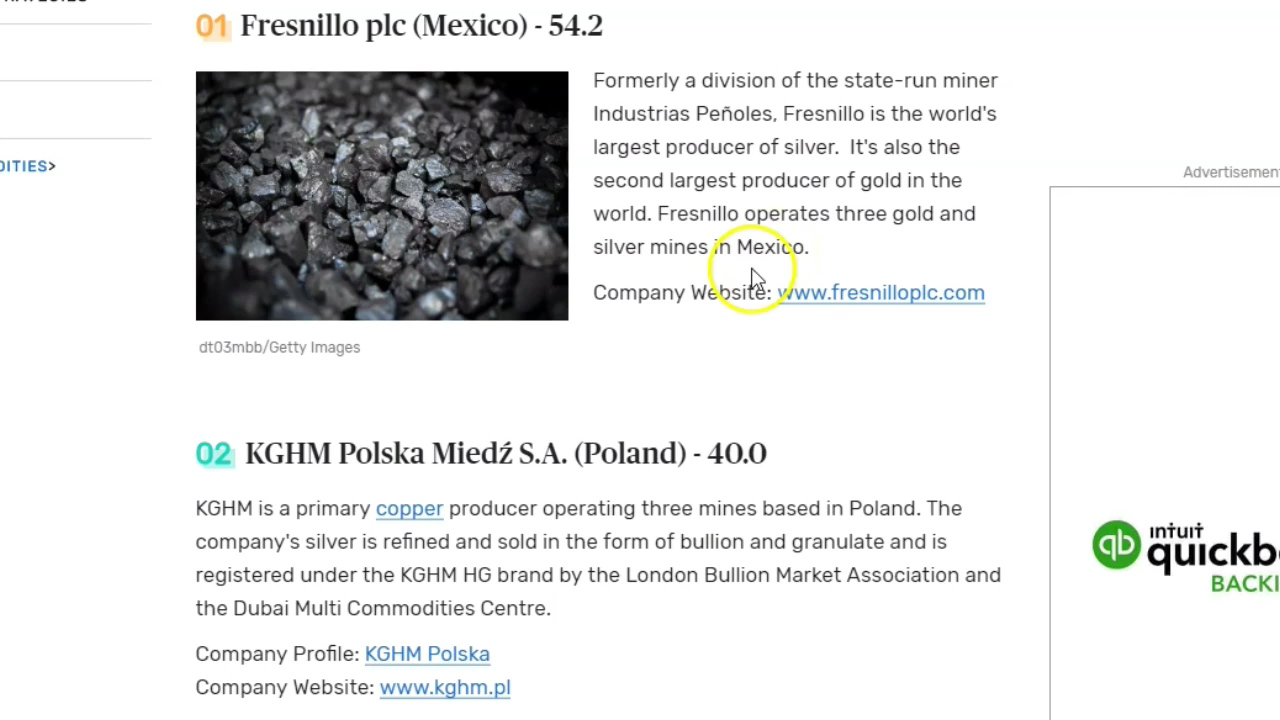 01 Fresnillo plc (Mexico) - 54.2
Formerly a division of the state-run miner
Industrias Peñoles, Fresnillo is the world's
largest producer of silver. It's also the
second largest producer of gold in the
world. Fresnillo operates three gold and
silver mines in Mexico.
Company Website: www.fresnilloplc.com
DITIES>
Advertisement
dt03mbb/Getty Images
02 KGHM Polska Miedź S.A. (Poland) - 40.0
KGHM is a primary copper producer operating three mines based in Poland. The
company's silver is refined and sold in the form of bullion and granulate and is
registered under the KGHM HG brand by the London Bullion Market Association and
the Dubai Multi Commodities Centre.
Company Profile: KGHM Polska
Company Website: www.kghm.pl
qb
ıntuıt
quickb
BACKI